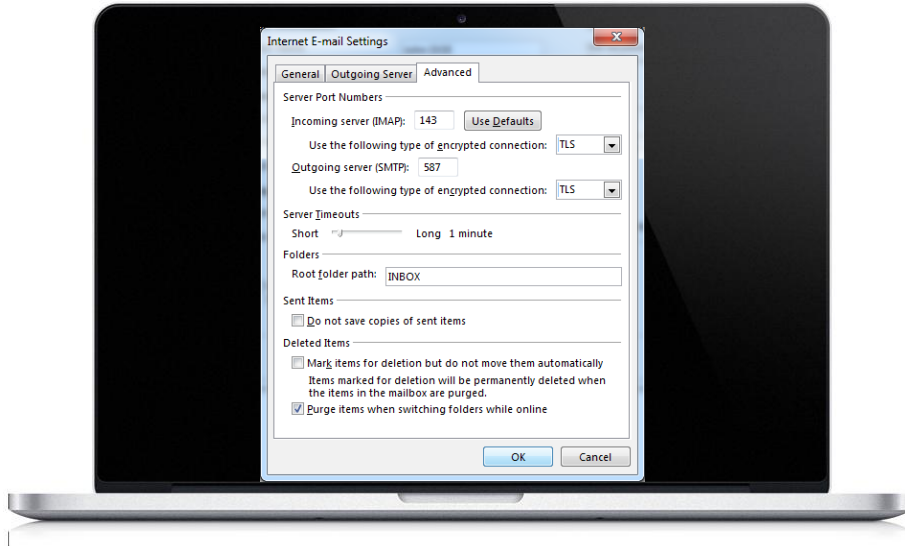 Internet E-mail Settings
General Outgoing Server Advanced
Server Port Numbers
Incoming server (IMAP): 143 Use Defaults
Use the following type of encrypted connection: TLS
Outgoing server (SMTP): 587
Use the following type of encrypted connection: TLS
Server Timeouts
Short Long 1 minute
Folders
Root folder path: INBOX
Sent Items
Do not save copies of sent items
Deleted Items
Mark items for deletion but do not move them automatically
Items marked for deletion will be permanently deleted when
the items in the mailbox are purged.
Purge items when switching folders while online
OK Cancel